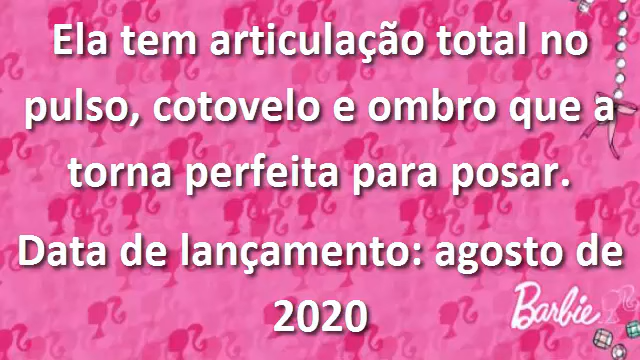 Ela tem articulação total no
pulso, cotovelo e ombro que a
torna perfeita para posar.
Data de lançamento: agosto de
2020
Barbie